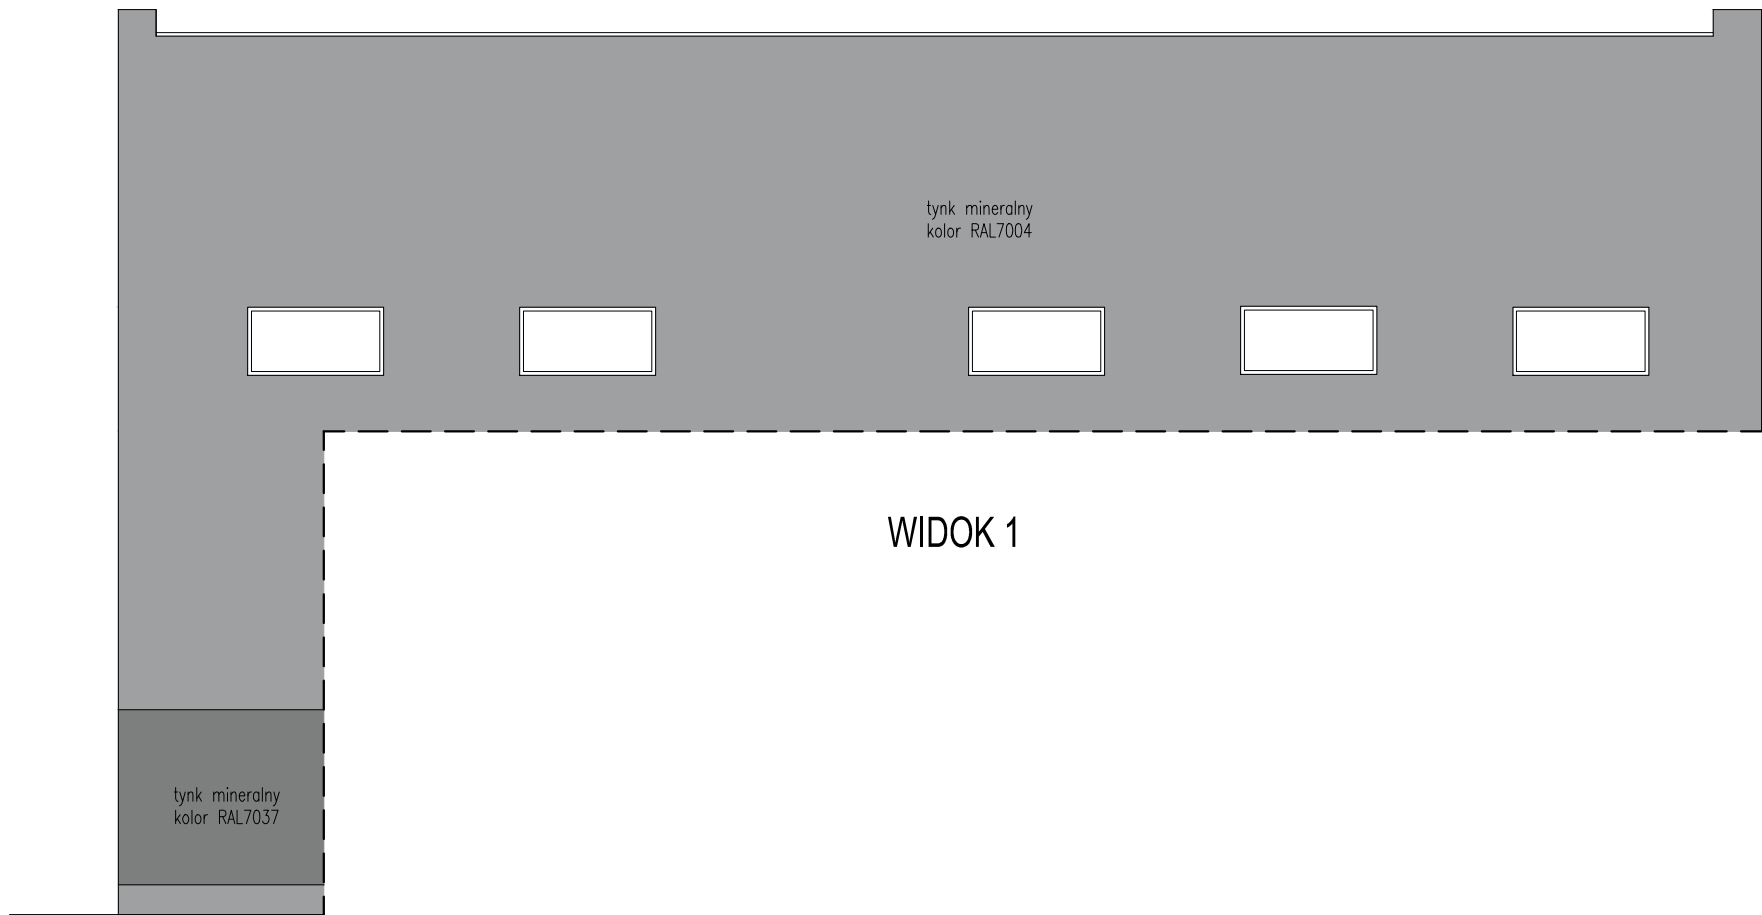 tynk mineralny
kolor RAL7004
WIDOK 1
tynk mineralny
kolor RAL7037